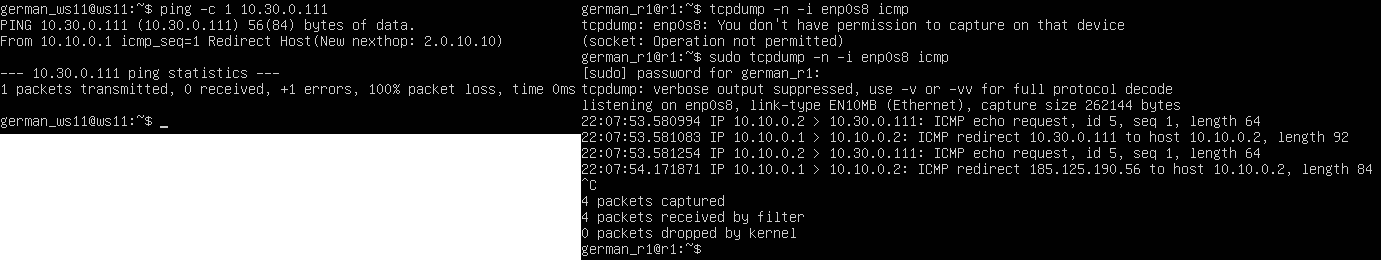 german_ws11@ws11:~$ ping -c 1 10.30.0.111
PING 10.30.0.111 (10.30.0.111) 56(84) bytes of data.
From 10.10.0.1 icmp_seq=1 Redirect Host(New nexthop: 2.0.10.10)

--- 10.30.0.111 ping statistics ---
1 packets transmitted, 0 received, +1 errors, 100% packet loss, time 0ms

german_ws11@ws11:~$ _
german_r1@r1:~$ tcpdump -n -i enp0s8 icmp
tcpdump: enp0s8: You don't have permission to capture on that device
(socket: Operation not permitted)
german_r1@r1:~$ sudo tcpdump -n -i enp0s8 icmp
[sudo] password for german_r1:
tcpdump: verbose output suppressed, use -v or -vv for full protocol decode
listening on enp0s8, link-type EN10MB (Ethernet), capture size 262144 bytes
22:07:53.580994 IP 10.10.0.2 > 10.30.0.111: ICMP echo request, id 5, seq 1, length 64
22:07:53.581083 IP 10.10.0.1 > 10.10.0.2: ICMP redirect 10.30.0.111 to host 10.10.0.2, length 92
22:07:53.581254 IP 10.10.0.2 > 10.30.0.111: ICMP echo request, id 5, seq 1, length 64
22:07:54.171871 IP 10.10.0.1 > 10.10.0.2: ICMP redirect 185.125.190.56 to host 10.10.0.2, length 84
^C
4 packets captured
4 packets received by filter
0 packets dropped by kernel
german_r1@r1:~$